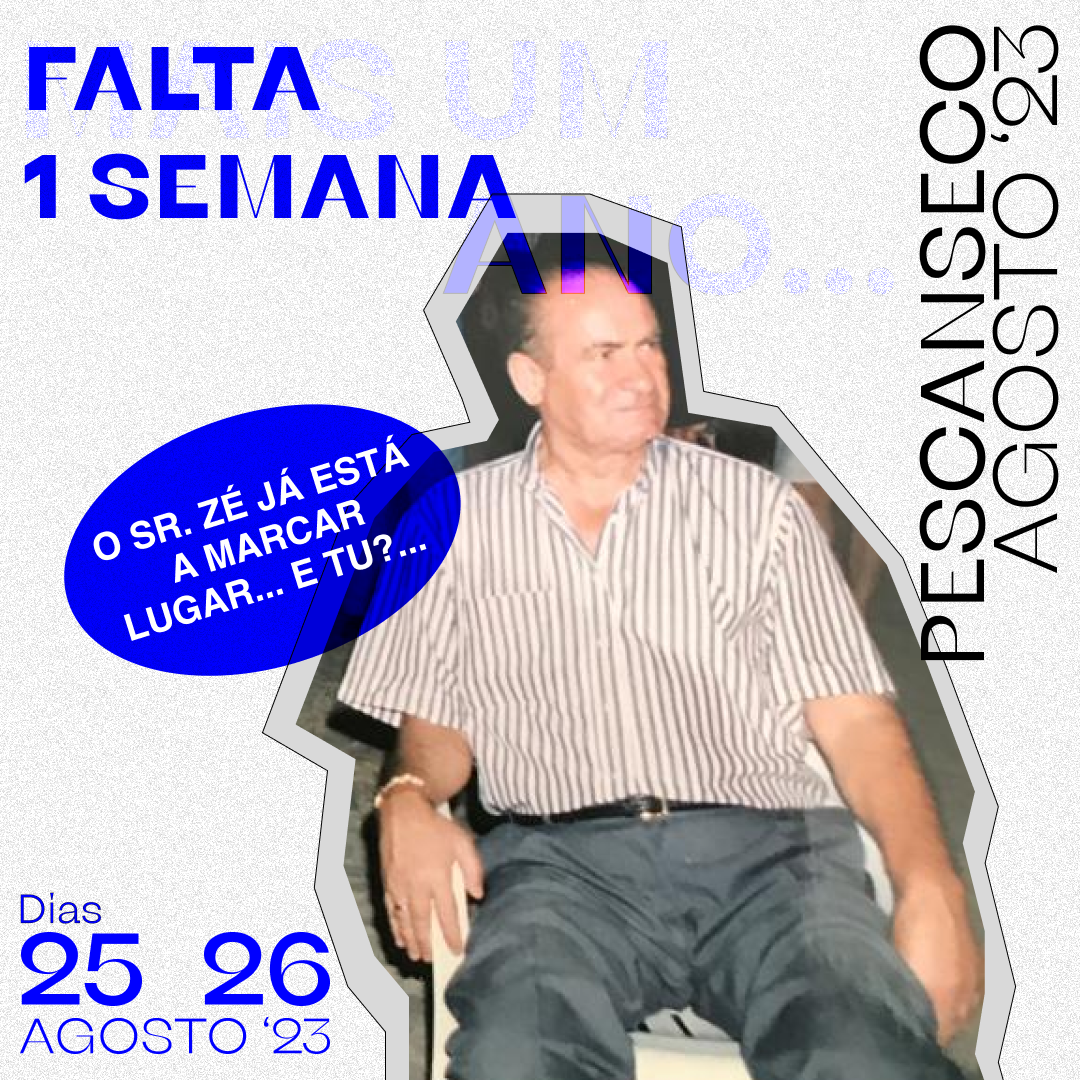 FALTA
MAIS UM
1 SEMANA
ANO...
O SR. ZÉ JÁ ESTÁ
A MARCAR
LUGAR... E TU?...
PESCANSECO
AGOSTO ‘23
Dias
25 26
AGOSTO ‘23